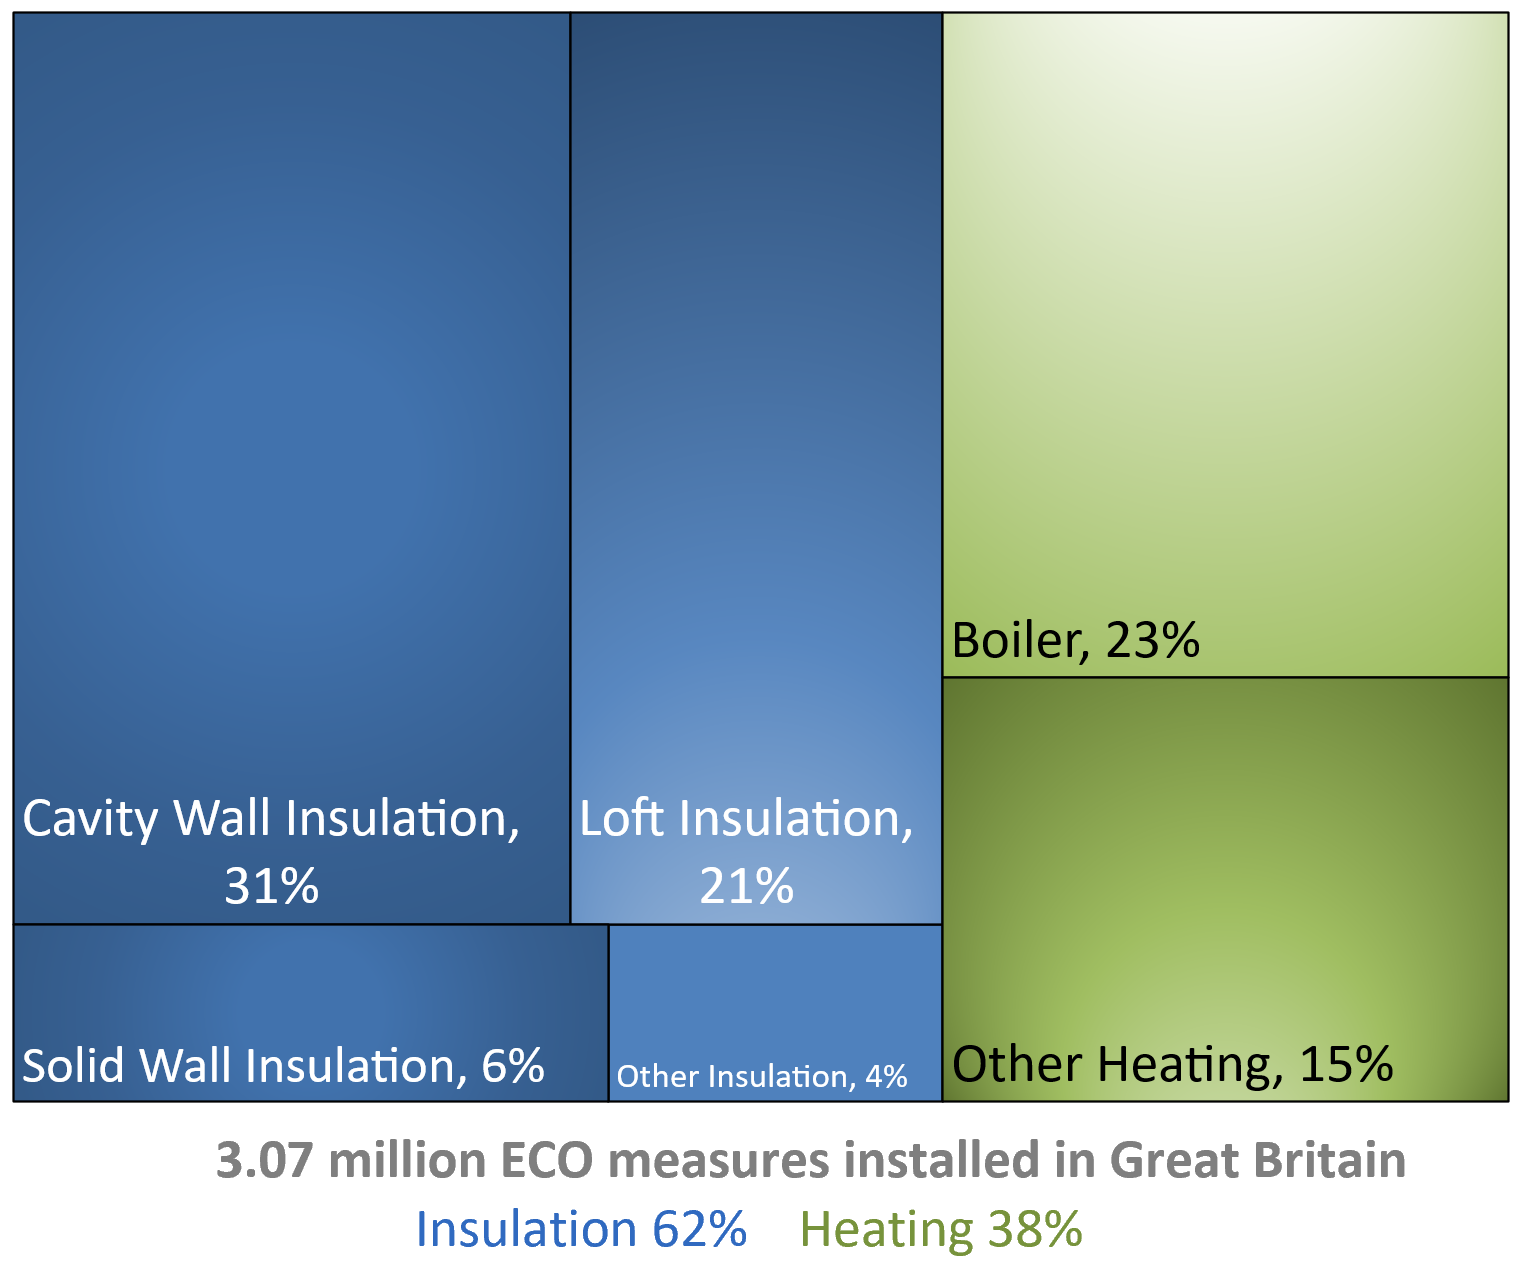 Cavity Wall Insulation,
31%
Loft Insulation,
21%
Boiler, 23%
Solid Wall Insulation, 6%
Other Insulation, 4%
Other Heating, 15%
3.07 million ECO measures installed in Great Britain
Insulation 62% Heating 38%